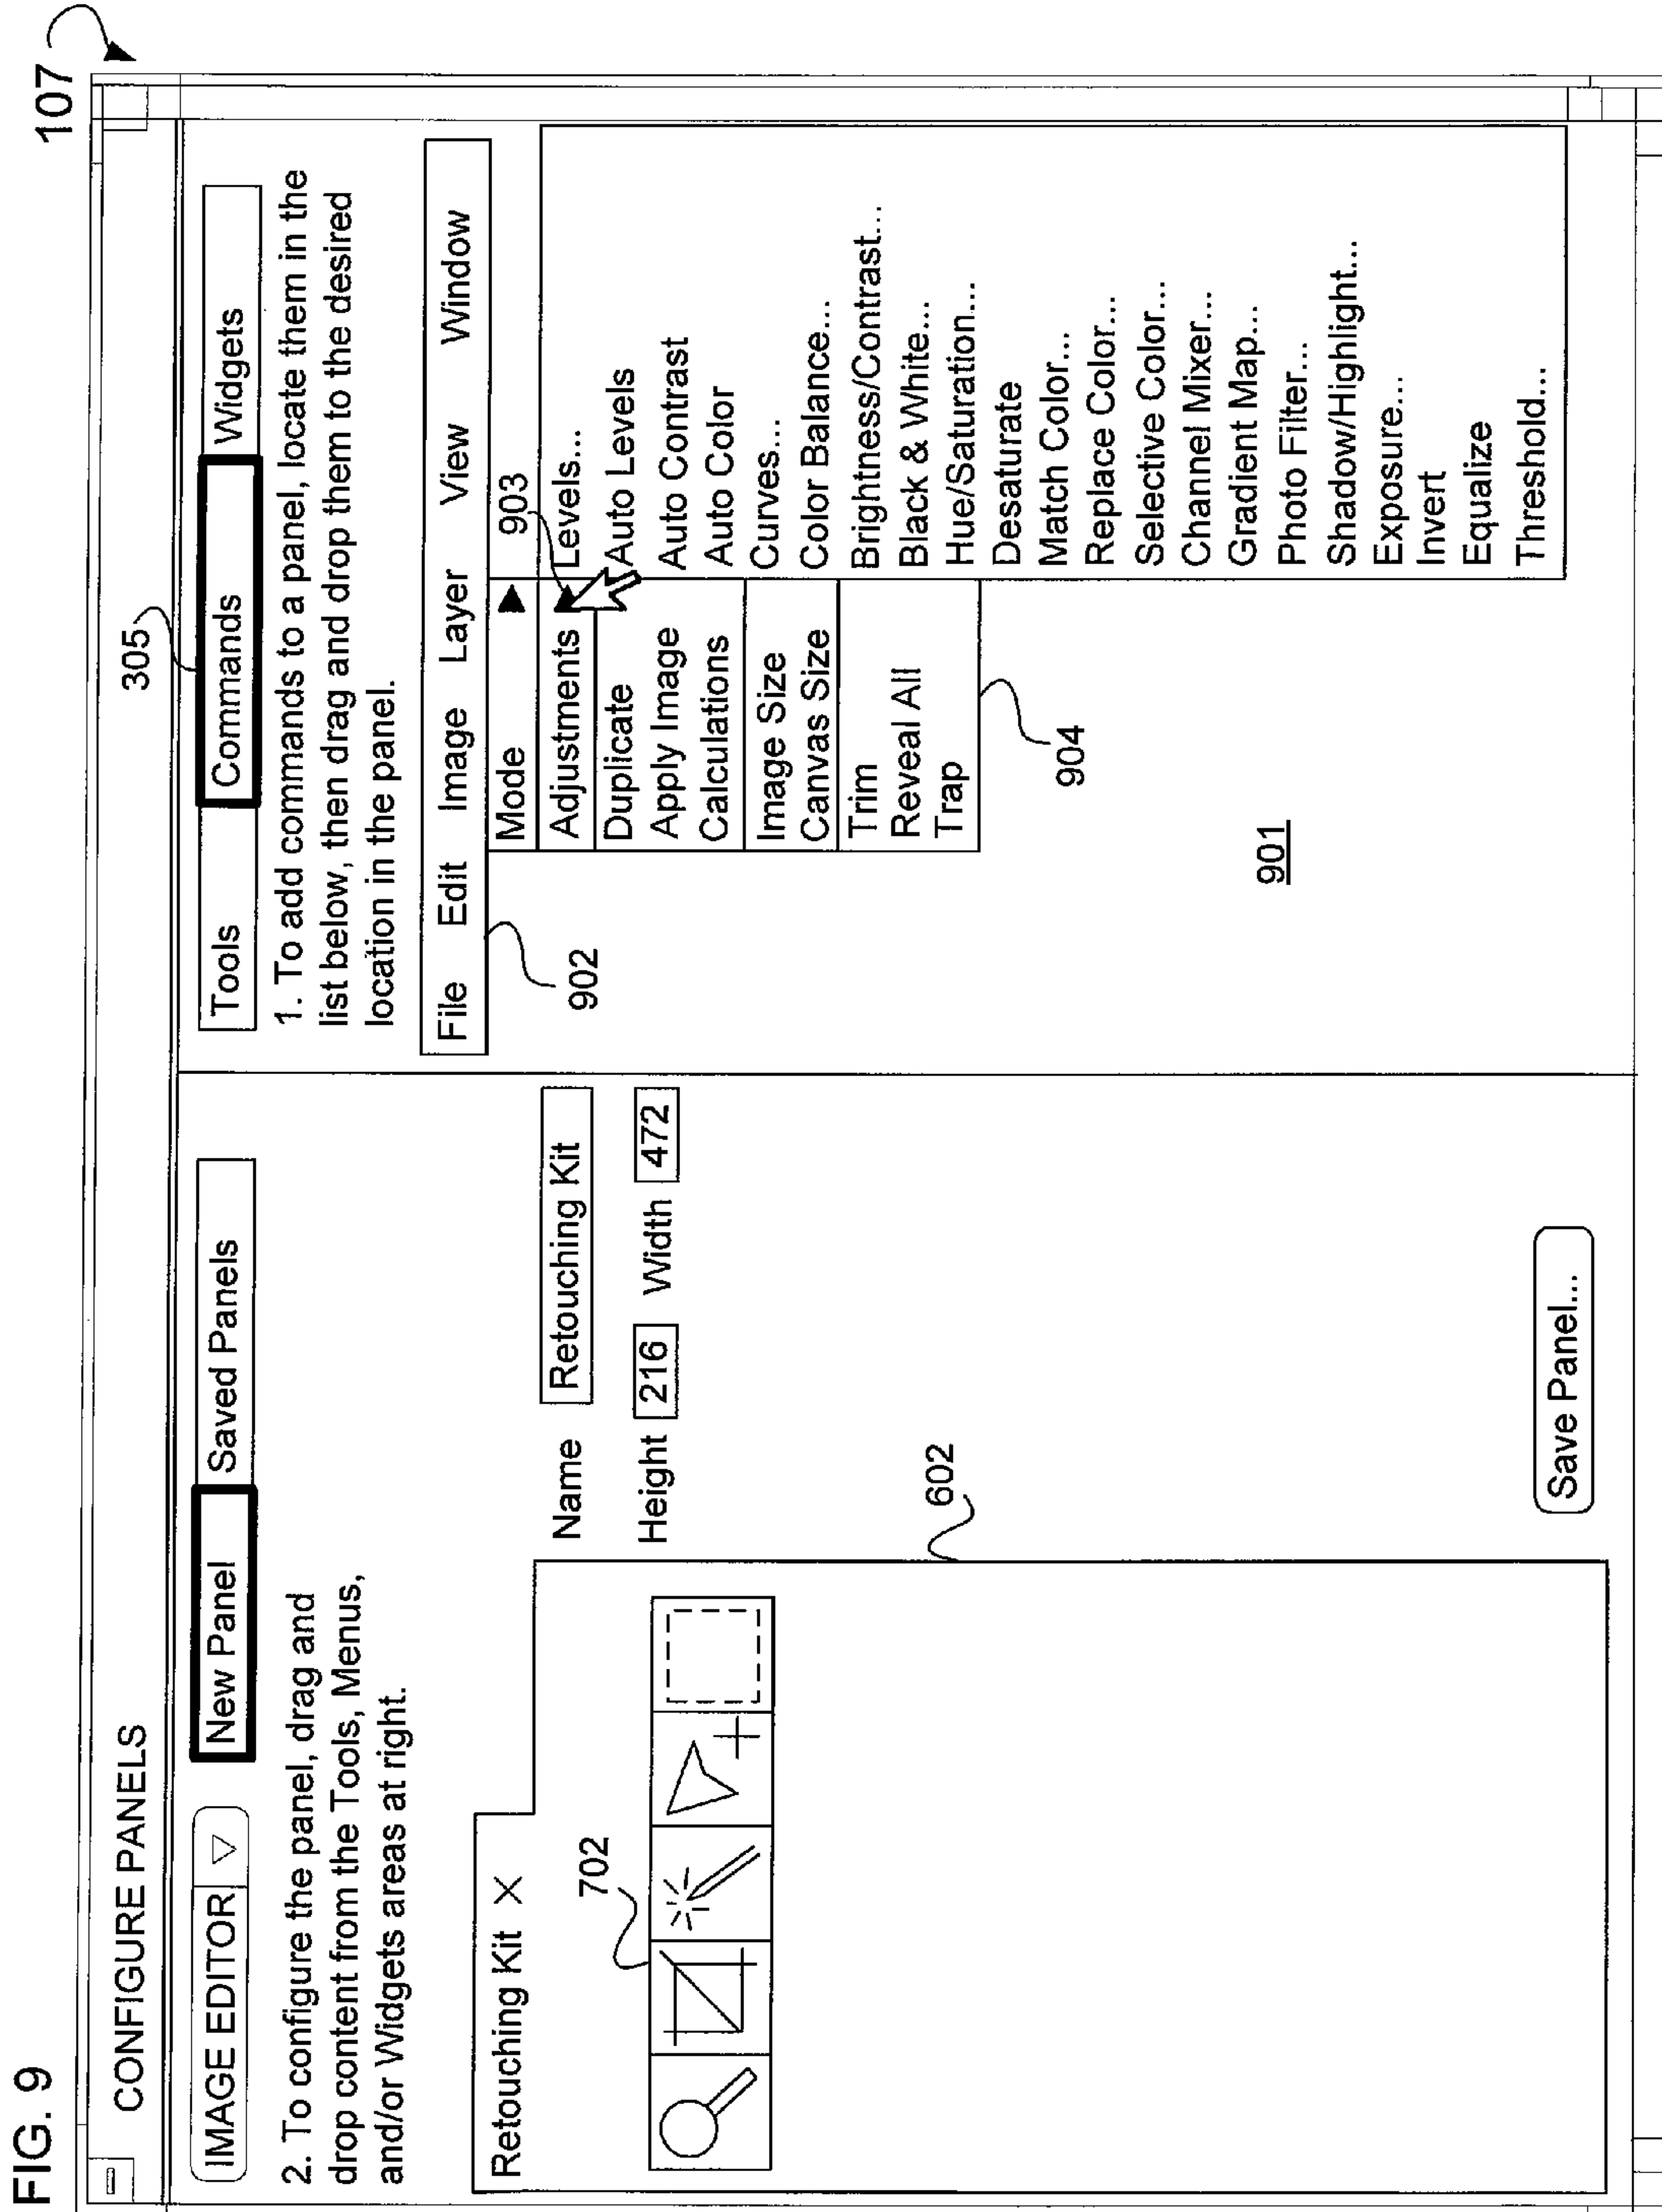 FIG. 9
107
CONFIGURE PANELS
IMAGE EDITOR
New Panel
Saved Panels
2. To configure the panel, drag and
drop content from the Tools, Menus,
and/or Widgets areas at right.
Retouching Kit X
702
Name
Retouching Kit
Height 216 Width 472
602
Save Panel...
305
Tools
Commands
Widgets
1. To add commands to a panel, locate them in the
list below, then drag and drop them to the desired
location in the panel.
File Edit Image Layer View Window
902
903
Mode
Adjustments
Duplicate
Apply Image
Calculations
Image Size
Canvas Size
Trim
Reveal All
Trap
904
Levels...
Auto Levels
Auto Contrast
Auto Color
Curves...
Color Balance...
Brightness/Contrast...
Black & White...
Hue/Saturation...
Desaturate
Match Color...
Replace Color...
Selective Color...
Channel Mixer...
Gradient Map...
Photo Filter...
Shadow/Highlight...
Exposure...
Invert
Equalize
Threshold...
901